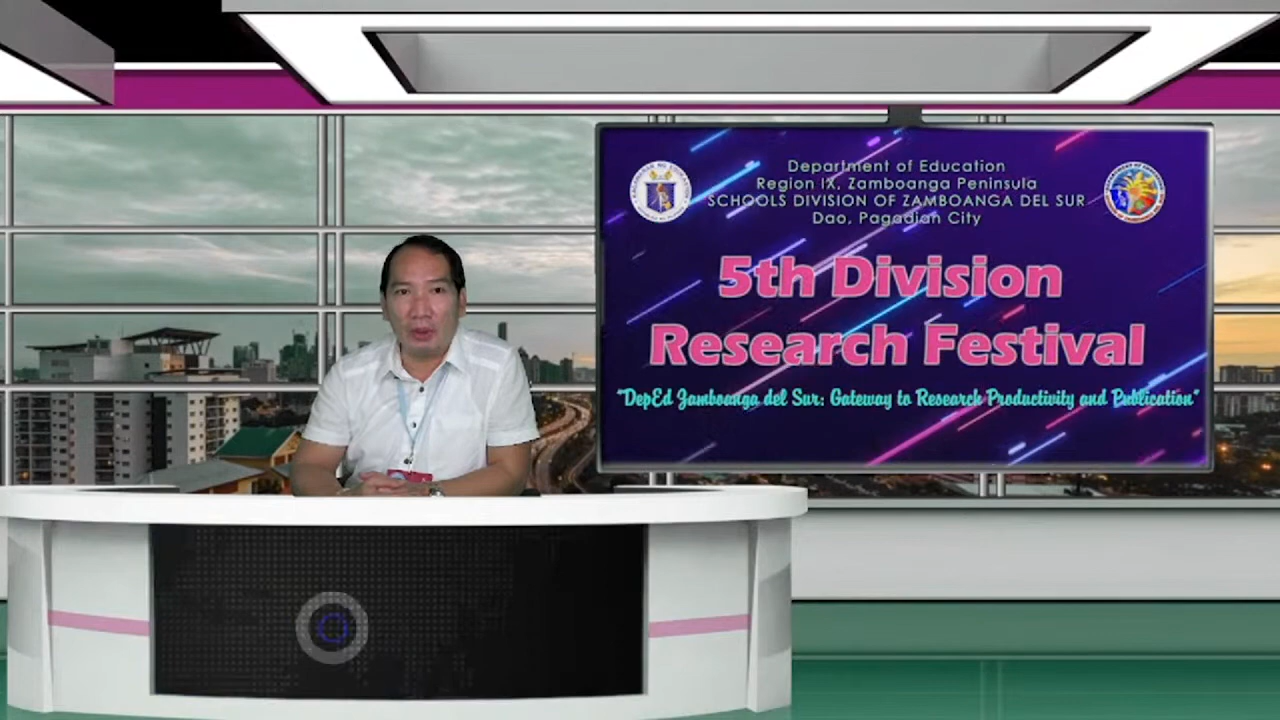 Department of Education
Region IX, Zamboanga Peninsula
SCHOOLS DIVISION OF ZAMBOANGA DEL SUR
Dao, Pagadian City
5th Division
Research Festival
"DepEd Zamboanga del Sur: Gateway to Research Productivity and Publication"